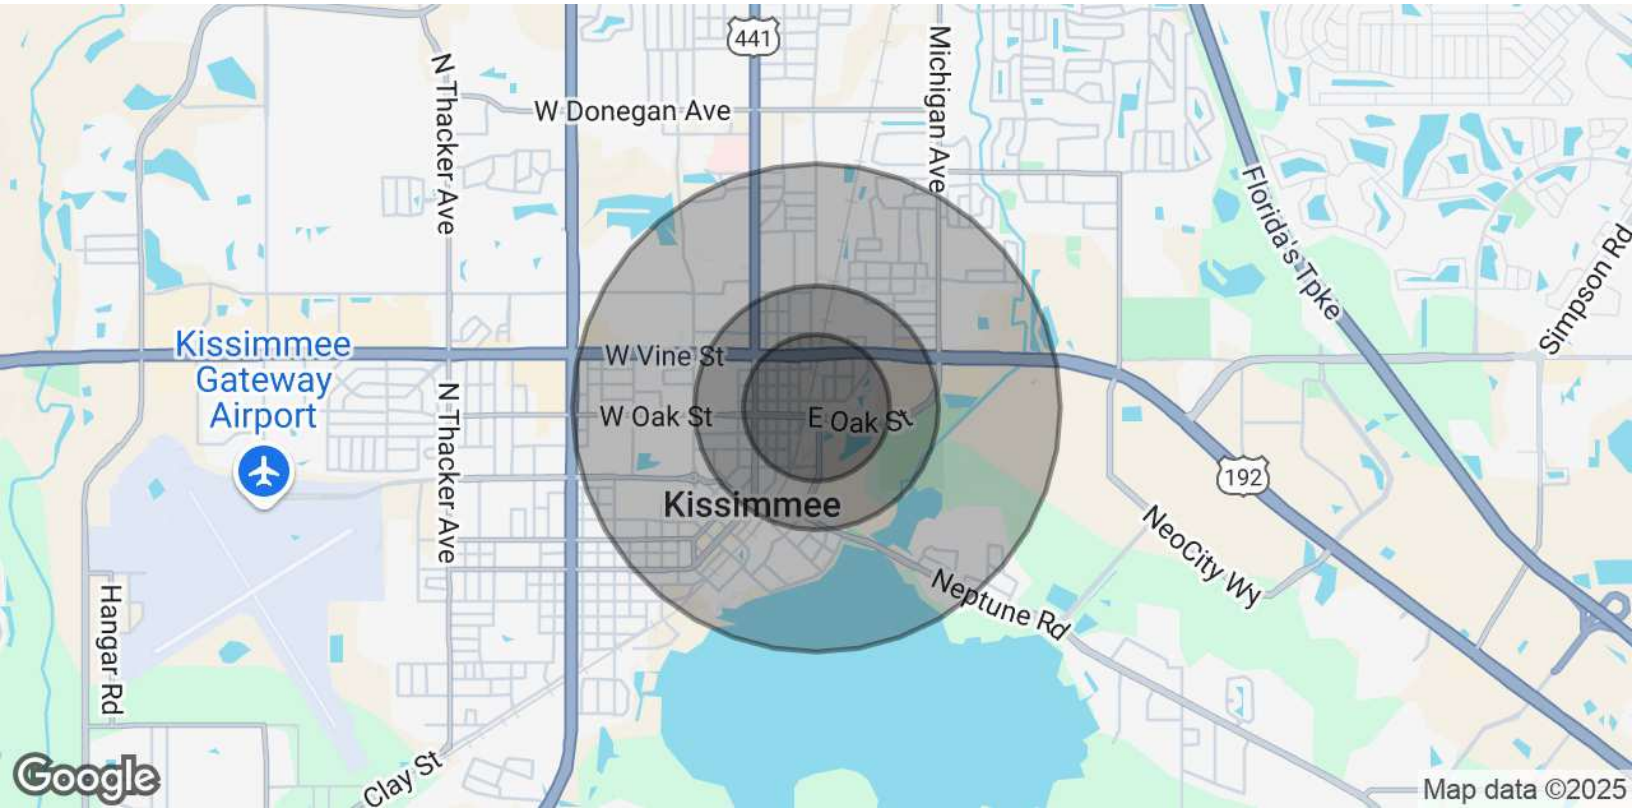 441
N Thacker Ave
W Donegan Ave
Michigan Ave
Florida's Tpke
Simpson Rd
Kissimmee
Gateway
Airport
W Vine St
W Oak St
E Oak St
N Thacker Ave
192
Kissimmee
NeoCity Wy
Neptune Rd
Hangar Rd
Clay St
Google
Map data ©2025